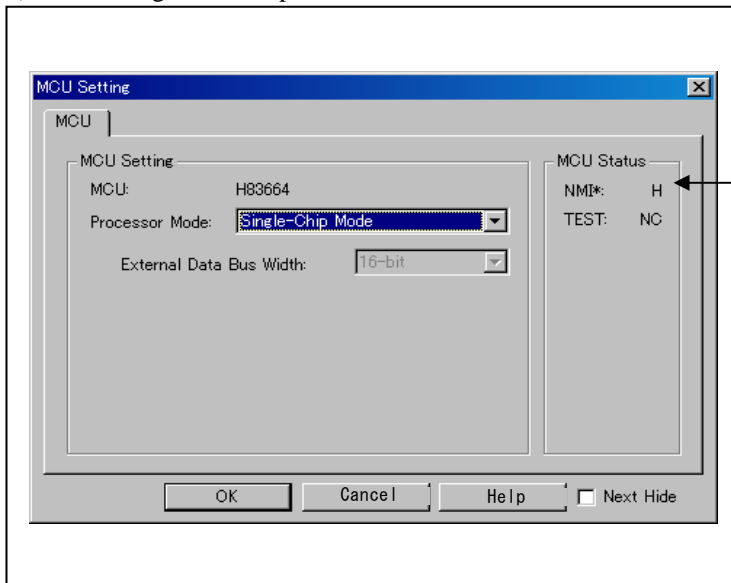 MCU Setting
MCU
MCU Setting
MCU: H83664
Processor Mode: Single-Chip Mode
External Data Bus Width: 16-bit
MCU Status
NMI*: H
TEST: NC
OK Cancel Help Next Hide